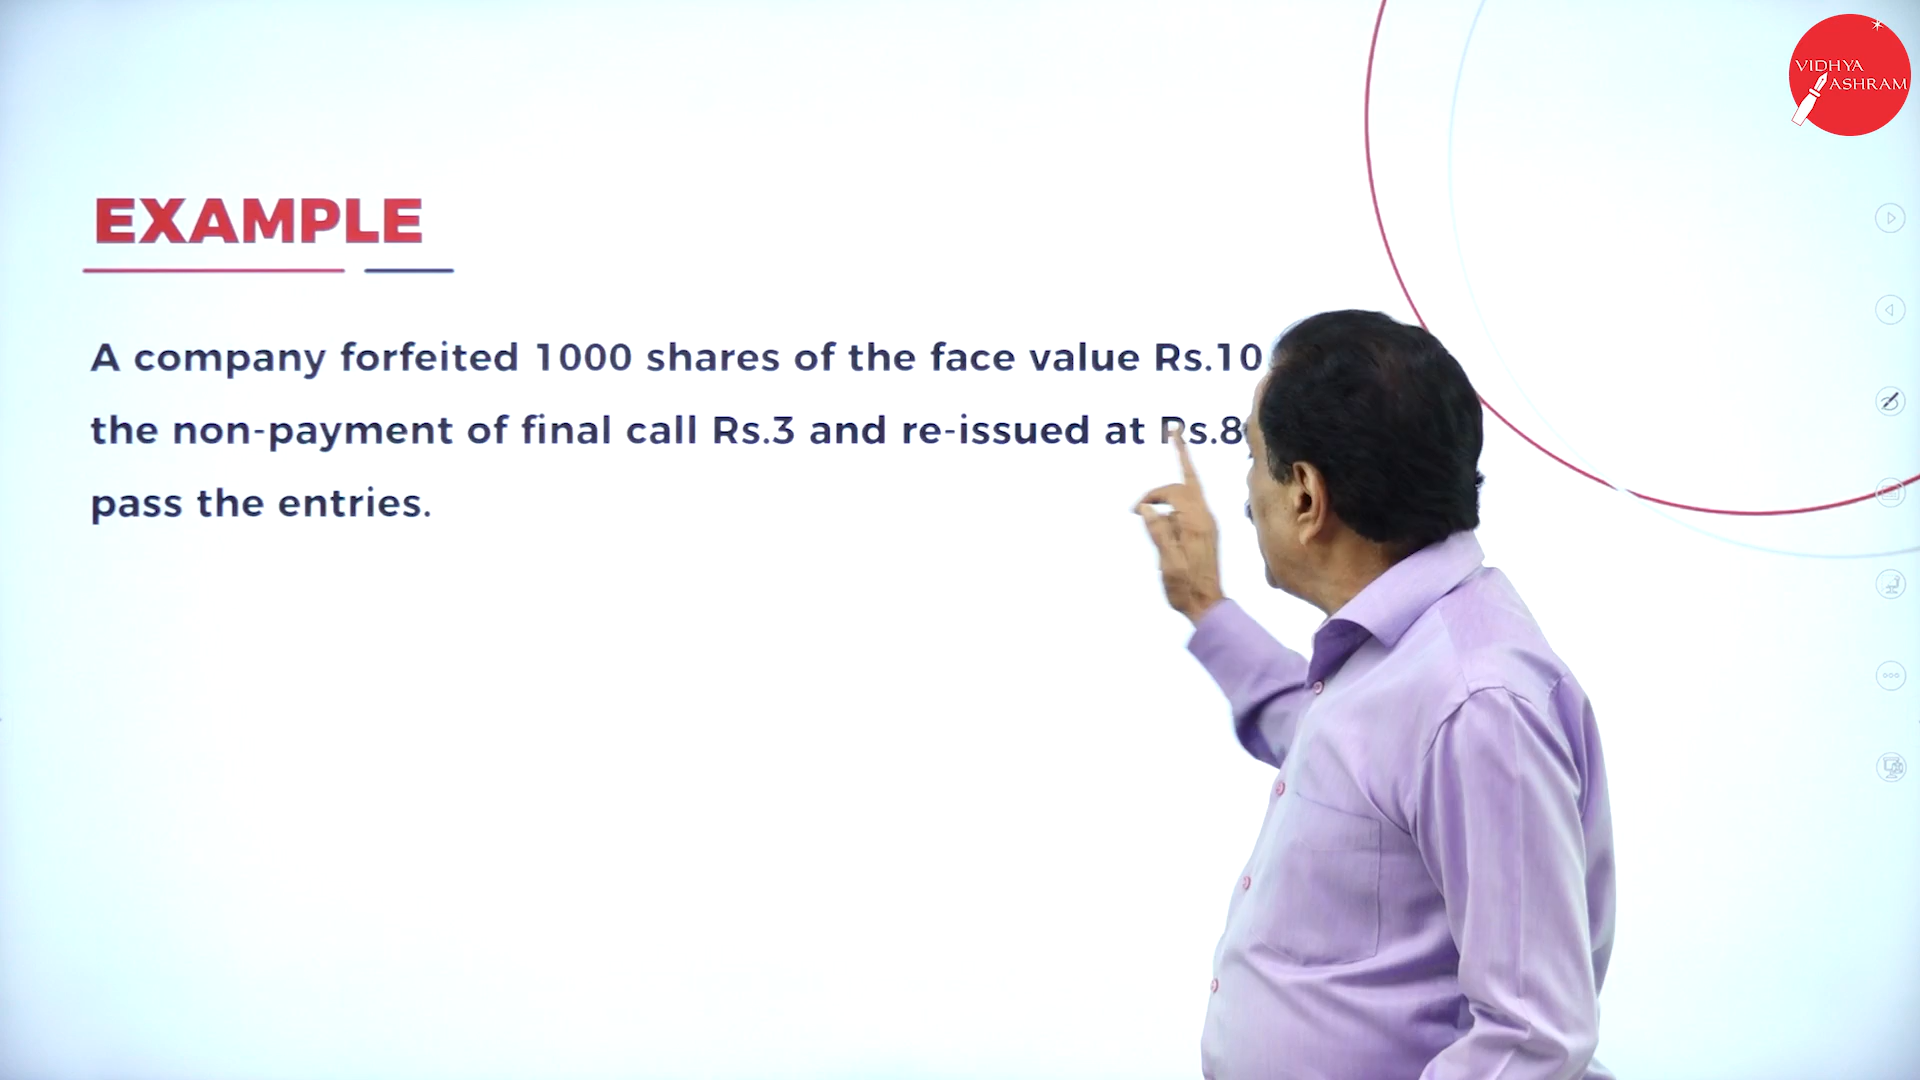 VIDHYA
ASHRAM
EXAMPLE
A company forfeited 1000 shares of the face value Rs.10
the non-payment of final call Rs.3 and re-issued at Rs.8
pass the entries.